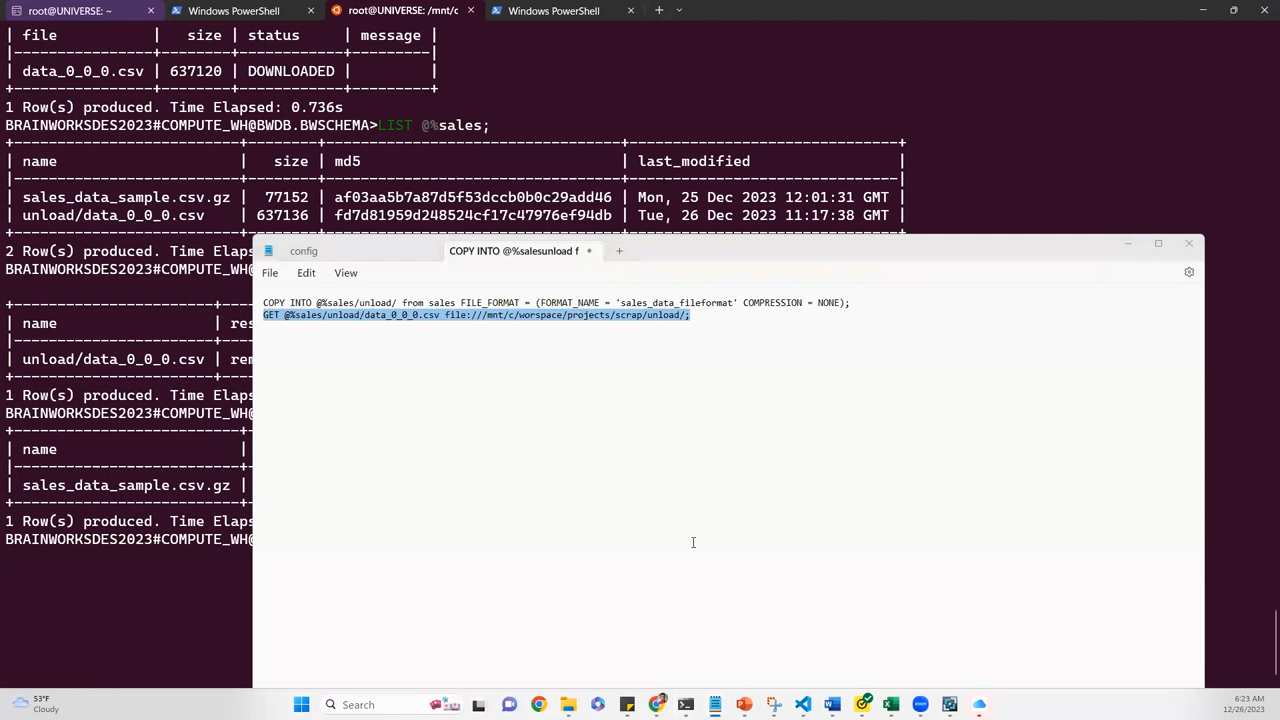 root@UNIVERSE: ~
Windows PowerShell
root@UNIVERSE: /mnt/c
Windows PowerShell
| file | size | status | message |
| data_0_0_0.csv | 637120 | DOWNLOADED | |
1 Row(s) produced. Time Elapsed: 0.736s
BRAINWORKSDES2023#COMPUTE_WH@BWDB.BWSCHEMA>LIST @%sales;
| name | size | md5 | last_modified |
| sales_data_sample.csv.gz | 77152 | af03aa5b7a87d5f53dccb0b0c29add46 | Mon, 25 Dec 2023 12:01:31 GMT |
| unload/data_0_0_0.csv | 637136 | fd7d81959d248524cf17c47976ef94db | Tue, 26 Dec 2023 11:17:38 GMT |
2 Row(s) produced. Time Elaps
BRAINWORKSDES2023#COMPUTE_WH@
| name | res
| unload/data_0_0_0.csv | rem
1 Row(s) produced. Time Elaps
BRAINWORKSDES2023#COMPUTE_WH@
| name |
| sales_data_sample.csv.gz |
1 Row(s) produced. Time Elaps
BRAINWORKSDES2023#COMPUTE_WH@
config
COPY INTO @%salesunload f
File Edit View
COPY INTO @%sales/unload/ from sales FILE_FORMAT = (FORMAT_NAME = 'sales_data_fileformat' COMPRESSION = NONE);
GET @%sales/unload/data_0_0_0.csv file:///mnt/c/worspace/projects/scrap/unload/;
53°F
Cloudy
Search
6:23 AM
12/26/2023